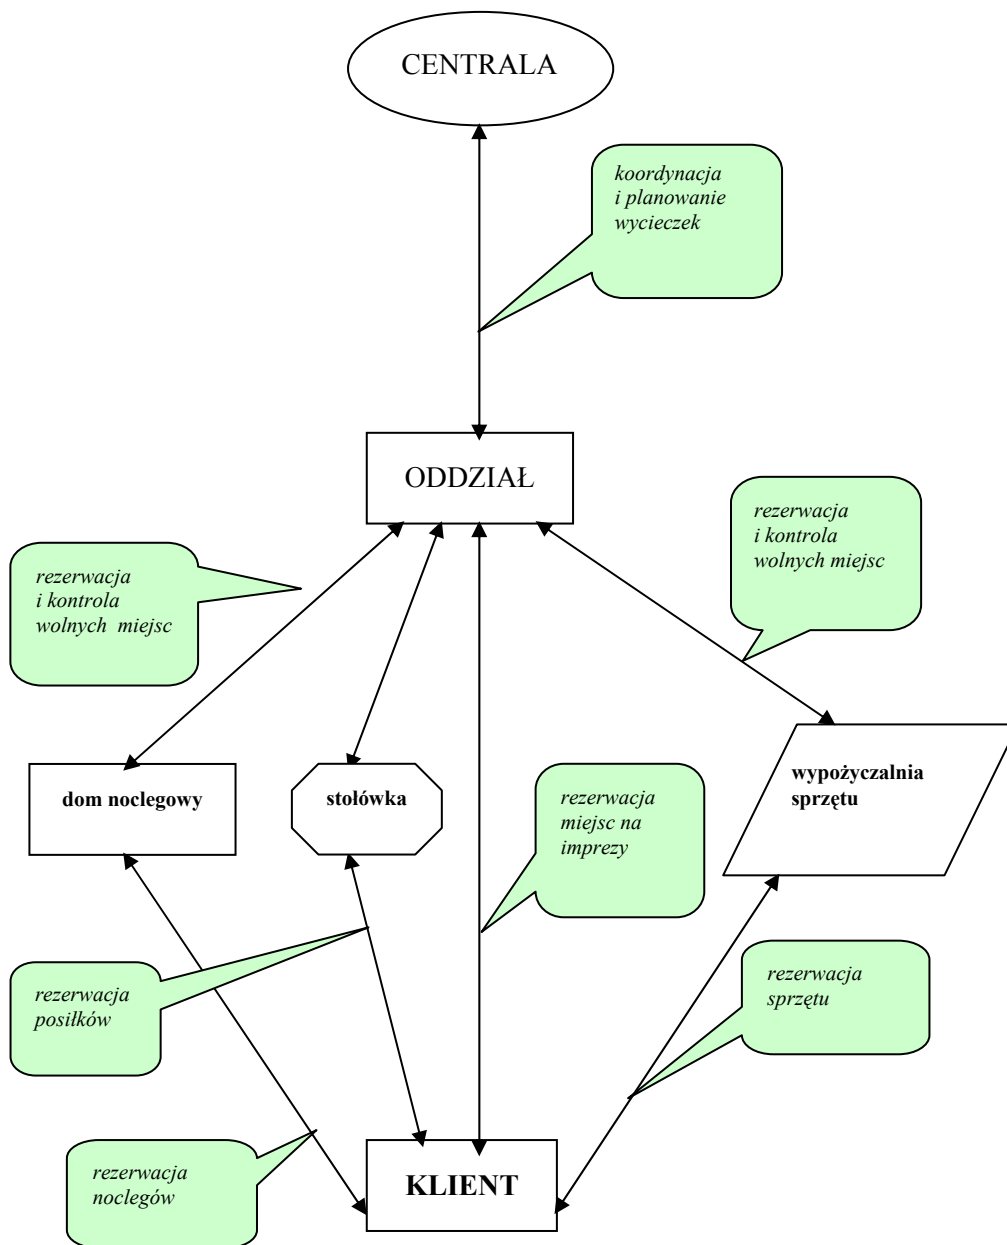 CENTRALA
koordynacja
i planowanie
wycieczek
ODDZIAŁ
rezerwacja
i kontrola
wolnych miejsc
rezerwacja
i kontrola
wolnych miejsc
dom noclegowy
stołówka
rezerwacja
miejsc na
imprezy
wypożyczalnia
sprzętu
rezerwacja
posiłków
rezerwacja
sprzętu
rezerwacja
noclegów
KLIENT